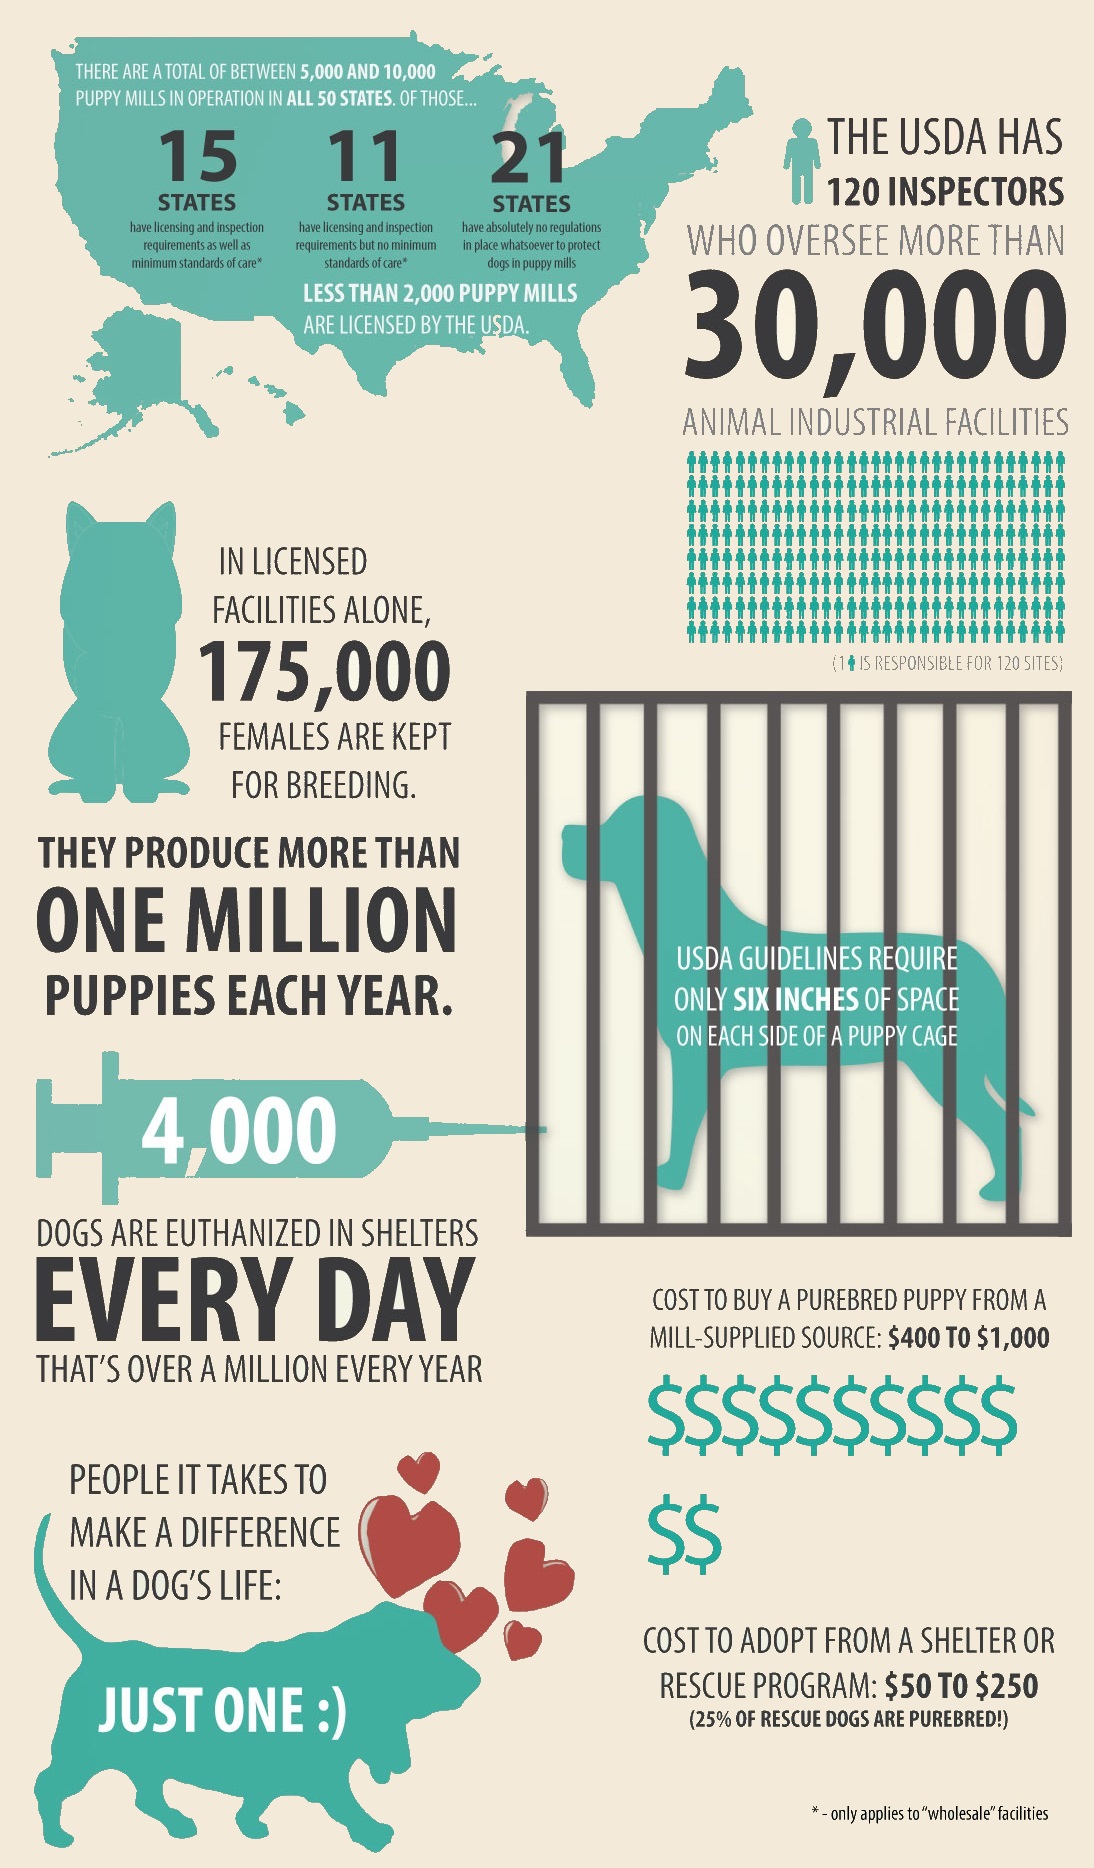 THERE ARE A TOTAL OF BETWEEN 5,000 AND 10,000
PUPPY MILLS IN OPERATION IN ALL 50 STATES. OF THOSE...
15
STATES
have licensing and inspection
requirements as well as
minimum standards of care*
11
STATES
have licensing and inspection
requirements but no minimum
standards of care*
21
STATES
have absolutely no regulations
in place whatsoever to protect
dogs in puppy mills
LESS THAN 2,000 PUPPY MILLS
ARE LICENSED BY THE USDA.
THE USDA HAS
120 INSPECTORS
WHO OVERSEE MORE THAN
30,000
ANIMAL INDUSTRIAL FACILITIES
(1 IS RESPONSIBLE FOR 120 SITES)
IN LICENSED
FACILITIES ALONE,
175,000
FEMALES ARE KEPT
FOR BREEDING.
THEY PRODUCE MORE THAN
ONE MILLION
PUPPIES EACH YEAR.
USDA GUIDELINES REQUIRE
ONLY SIX INCHES OF SPACE
ON EACH SIDE OF A PUPPY CAGE
4,000
DOGS ARE EUTHANIZED IN SHELTERS
EVERY DAY
THAT'S OVER A MILLION EVERY YEAR
COST TO BUY A PUREBRED PUPPY FROM A
MILL-SUPPLIED SOURCE: $400 TO $1,000
$$$$$$$$$$
$$
COST TO ADOPT FROM A SHELTER OR
RESCUE PROGRAM: $50 TO $250
(25% OF RESCUE DOGS ARE PUREBRED!)
PEOPLE IT TAKES TO
MAKE A DIFFERENCE
IN A DOG'S LIFE:
JUST ONE :)
* - only applies to "wholesale" facilities